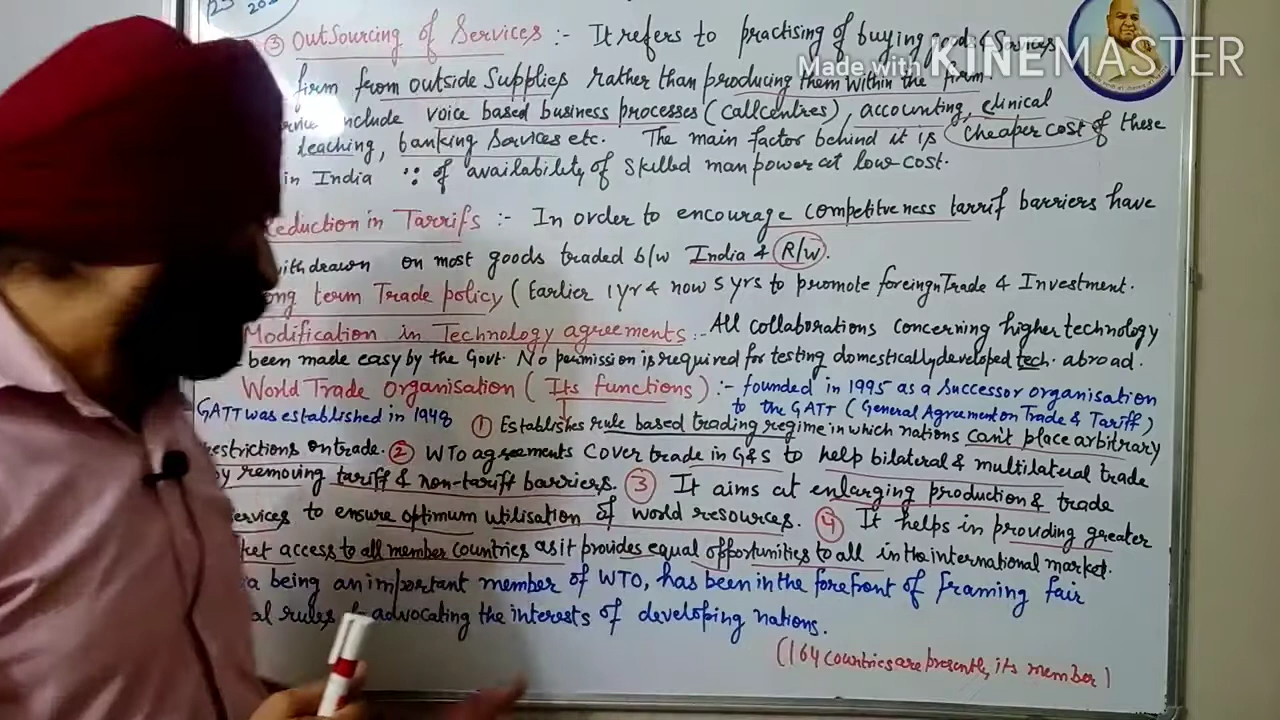 ③ Outsourcing of Services :- It refers to practising of buying good & Services
firm from outside Supplies rather than producing them within the firm.
include voice based business processes (Callcentres), accounting, clinical
teaching, banking Services etc. The main factor behind it is cheaper cost of these
in India ∵ of availability of Skilled manpower at low cost.
Reduction in Tarrifs :- In order to encourage competitveness tarrif barriers have
withdrawn on most goods traded b/w India & R/w.
ong term Trade policy (Earlier 1yr & now 5 yrs to promote foreign Trade & Investment.
Modification in Technology agreements :- All collaborations concerning higher technology
been made easy by the Govt. No permission is required for testing domestically developed tech. abroad.
World Trade Organisation (Its functions) :- founded in 1995 as a Successor organisation
to the GATT (General Agreement on Trade & Tariff)
GATT was established in 1948
① Establishes rule based trading regime in which nations can't place arbitrary
restrictions on trade. ② WTO agreements cover trade in G&S to help bilateral & multilateral trade
by removing tariff & non-tariff barriers. ③ It aims at enlarging production & trade
ervices to ensure optimum utilisation of world resources. ④ It helps in providing greater
ket access to all member countries as it provides equal opportunities to all in the international market.
a being an important member of WTO, has been in the forefront of framing fair
al rules & advocating the interests of developing nations.
(164 countries are presently its member)
Made with KINEMASTER